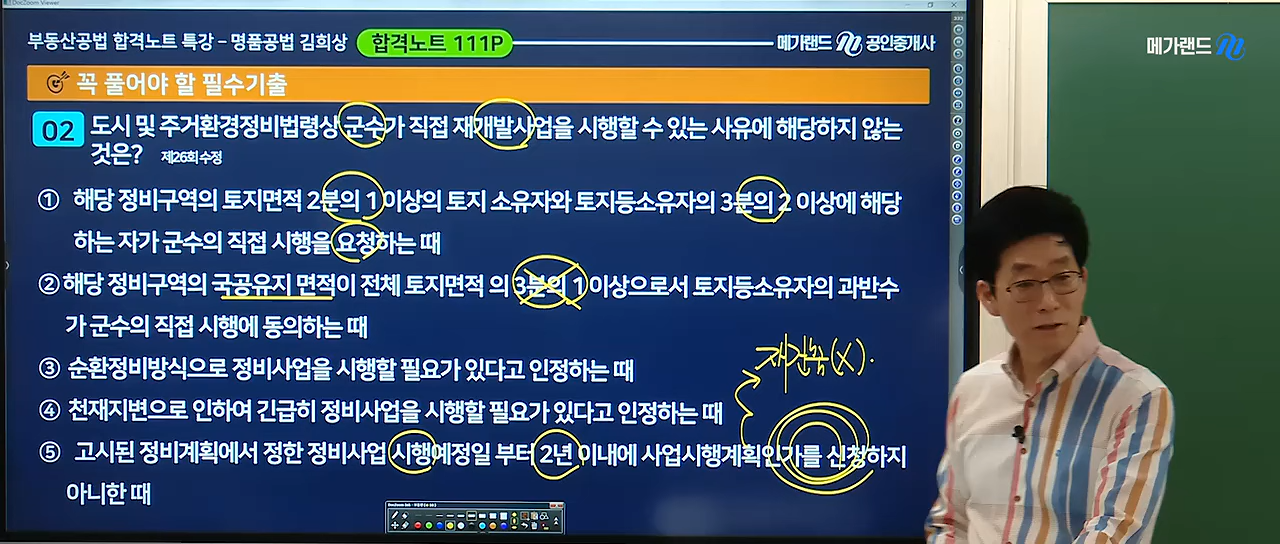 DocZoom Viewer
부동산공법 합격노트 특강 – 명품공법 김희상 합격노트 111P 메가랜드 공인중개사
메가랜드
꼭 풀어야 할 필수기출
02 도시 및 주거환경정비법령상 군수가 직접 재개발사업을 시행할 수 있는 사유에 해당하지 않는
것은? 제26회 수정
① 해당 정비구역의 토지면적 2분의 1 이상의 토지 소유자와 토지등소유자의 3분의 2 이상에 해당
하는 자가 군수의 직접 시행을 요청하는 때
② 해당 정비구역의 국공유지 면적이 전체 토지면적 의 3분의 1 이상으로서 토지등소유자의 과반수
가 군수의 직접 시행에 동의하는 때
③ 순환정비방식으로 정비사업을 시행할 필요가 있다고 인정하는 때
재건축(X).
④ 천재지변으로 인하여 긴급히 정비사업을 시행할 필요가 있다고 인정하는 때
⑤ 고시된 정비계획에서 정한 정비사업 시행예정일 부터 2년 이내에 사업시행계획인가를 신청하지
아니한 때